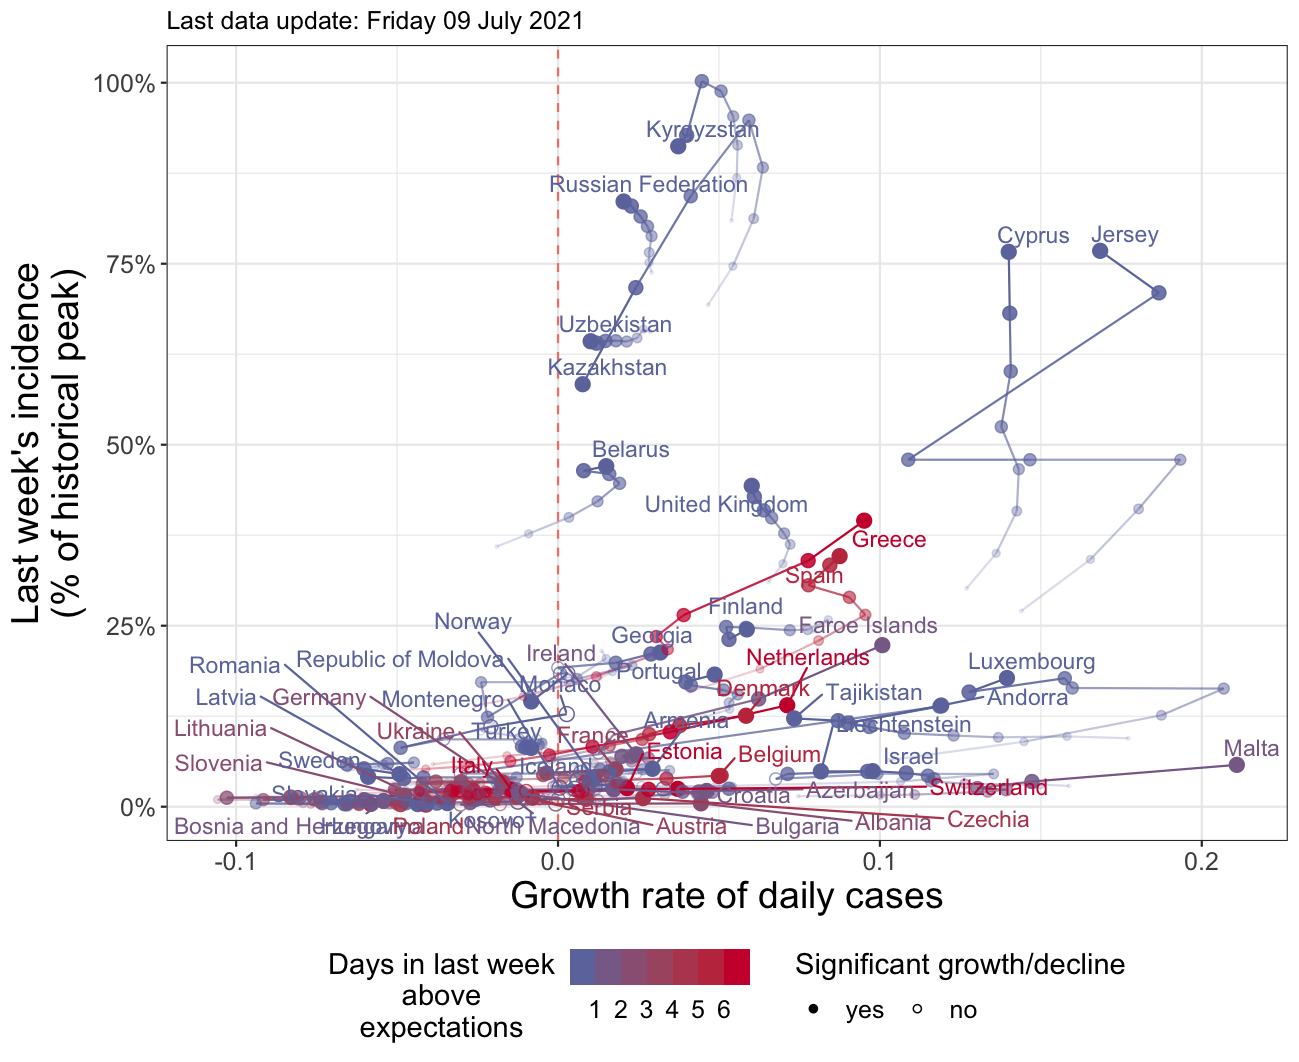 Last data update: Friday 09 July 2021
Last week's incidence
(% of historical peak)
100%
75%
50%
25%
0%
Kyrgyzstan
Russian Federation
Cyprus
Jersey
Uzbekistan
Kazakhstan
Belarus
United Kingdom
Greece
Spain
Finland
Norway
Georgia
Faroe Islands
Romania
Republic of Moldova
Ireland
Portugal
Netherlands
Luxembourg
Latvia
Germany
Montenegro
Monaco
Denmark
Tajikistan
Andorra
Lithuania
Ukraine
Turkey
France
Armenia
Liechtenstein
Slovenia
Sweden
Italy
Iceland
Estonia
Belgium
Israel
Malta
Slovakia
Croatia
Azerbaijan
Switzerland
Serbia
Bosnia and Herzegovina
Hungary
Poland
Kosovo
North Macedonia
Austria
Bulgaria
Albania
Czechia
-0.1
0.0
0.1
0.2
Growth rate of daily cases
Days in last week
above
expectations
1 2 3 4 5 6
Significant growth/decline
yes
no